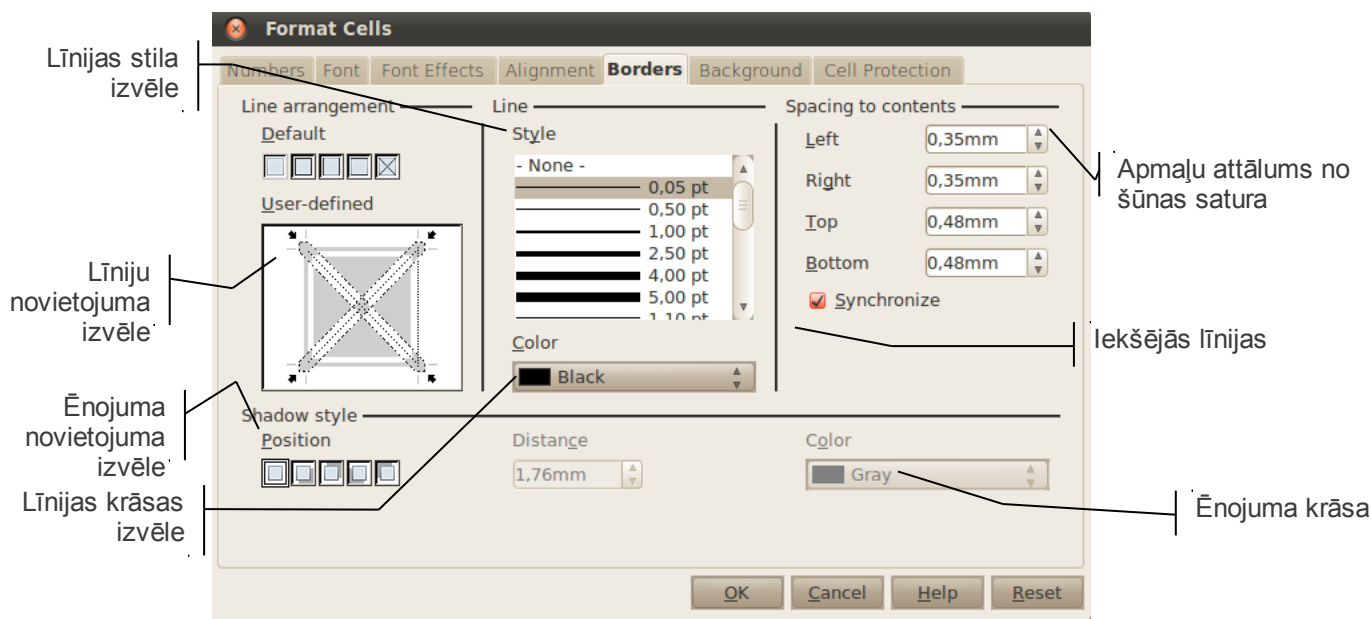 Format Cells
Numbers Font Font Effects Alignment Borders Background Cell Protection
Līnijas stila
izvēle
Līniju
novietojuma
izvēle
Ēnojuma
novietojuma
izvēle
Līnijas krāsas
izvēle
Line arrangement
Default
User-defined
Line
Style
- None -
0,05 pt
0,50 pt
1,00 pt
2,50 pt
4,00 pt
5,00 pt
1,10 pt
Color
Black
Spacing to contents
Left 0,35mm
Right 0,35mm
Top 0,48mm
Bottom 0,48mm
Synchronize
Shadow style
Position
Distance
1,76mm
Color
Gray
OK Cancel Help Reset
Apmaļu attālums no
šūnas satura
Iekšējās līnijas
Ēnojuma krāsa